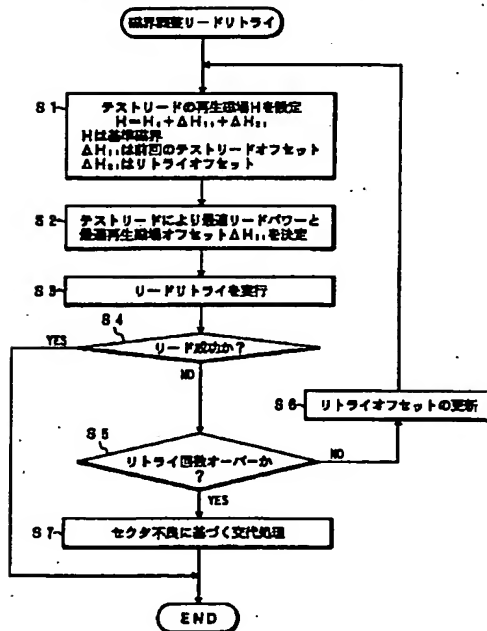 磁界調整リードリトライ
S1
テストリードの再生磁場Hを設定
H=H₀+ΔH₁ᵢ+ΔH₂ᵢ
Hは基準磁界
ΔH₁ᵢは前回のテストリードオフセット
ΔH₂ᵢはリトライオフセット
S2
テストリードにより最適リードパワーと
最適再生磁場オフセットΔH₁ᵢを決定
S3
リードリトライを実行
S4
YES
リード成功か?
NO
S6
リトライオフセットの更新
S5
リトライ回数オーバーか
?
NO
YES
S7
セクタ不良に基づく交代処理
END